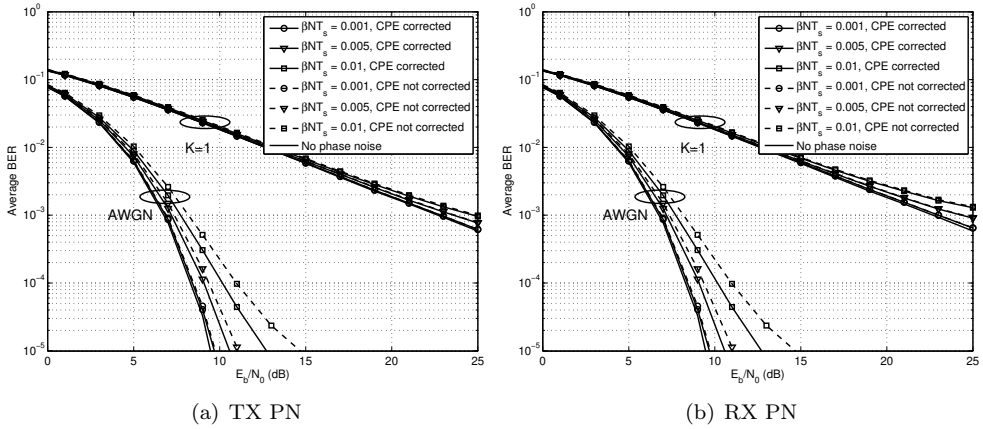 10^0
10^-1
10^-2
10^-3
10^-4
10^-5
Average BER
0 5 10 15 20 25
E_b/N_0 (dB)
βNT_s = 0.001, CPE corrected
βNT_s = 0.005, CPE corrected
βNT_s = 0.01, CPE corrected
βNT_s = 0.001, CPE not corrected
βNT_s = 0.005, CPE not corrected
βNT_s = 0.01, CPE not corrected
No phase noise
K=1
AWGN
(a) TX PN
10^0
10^-1
10^-2
10^-3
10^-4
10^-5
Average BER
0 5 10 15 20 25
E_b/N_0 (dB)
βNT_s = 0.001, CPE corrected
βNT_s = 0.005, CPE corrected
βNT_s = 0.01, CPE corrected
βNT_s = 0.001, CPE not corrected
βNT_s = 0.005, CPE not corrected
βNT_s = 0.01, CPE not corrected
No phase noise
K=1
AWGN
(b) RX PN